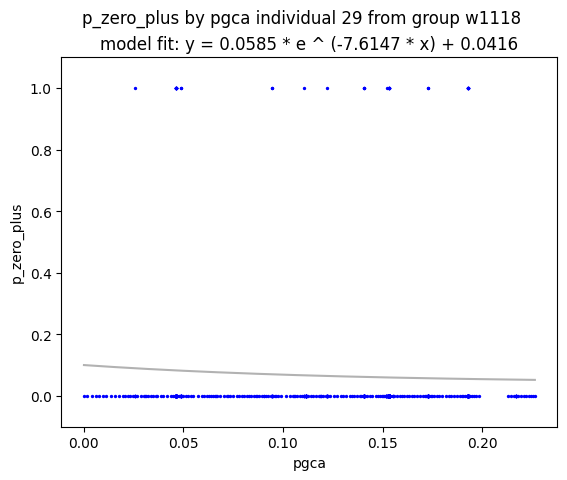 p_zero_plus by pgca individual 29 from group w1118
model fit: y = 0.0585 * e ^ (-7.6147 * x) + 0.0416
1.0
0.8
0.6
0.4
0.2
0.0
p_zero_plus
0.00 0.05 0.10 0.15 0.20
pgca